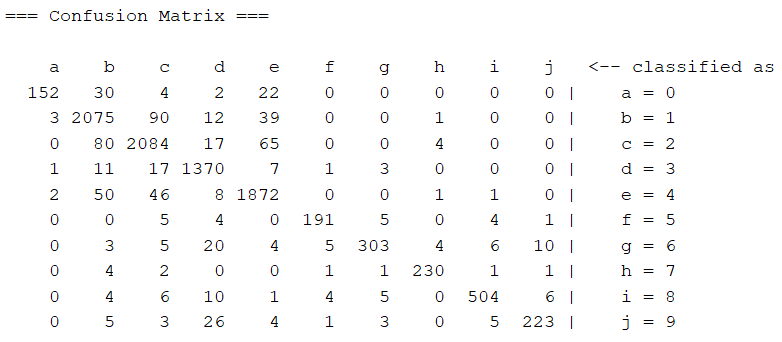 === Confusion Matrix ===
a b c d e f g h i j <-- classified as
152 30 4 2 22 0 0 0 0 0 | a = 0
3 2075 90 12 39 0 0 1 0 0 | b = 1
0 80 2084 17 65 0 0 4 0 0 | c = 2
1 11 17 1370 7 1 3 0 0 0 | d = 3
2 50 46 8 1872 0 0 1 1 0 | e = 4
0 0 5 4 0 191 5 0 4 1 | f = 5
0 3 5 20 4 5 303 4 6 10 | g = 6
0 4 2 0 0 1 1 230 1 1 | h = 7
0 4 6 10 1 4 5 0 504 6 | i = 8
0 5 3 26 4 1 3 0 5 223 | j = 9